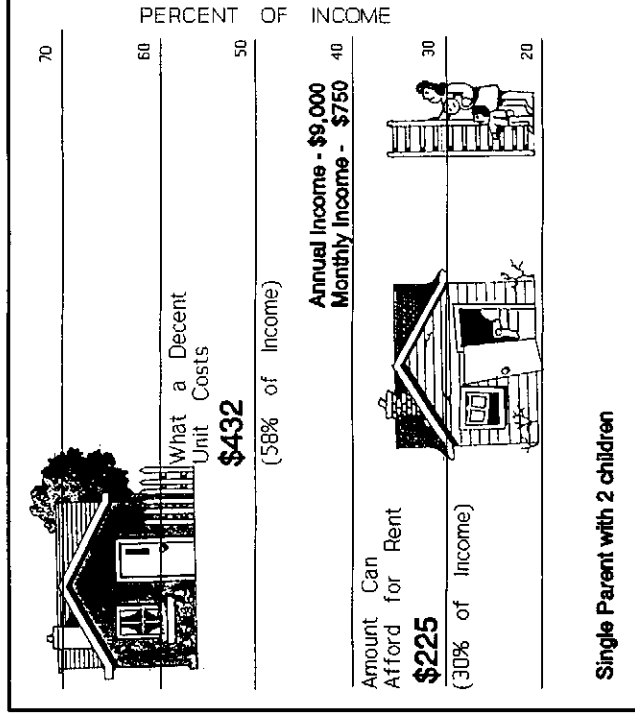 PERCENT OF INCOME
70
60
50
40
30
20
What a Decent
Unit Costs
$432
(58% of Income)
Annual Income - $9,000
Monthly Income - $750
Amount Can
Afford for Rent
$225
(30% of Income)
Single Parent with 2 children